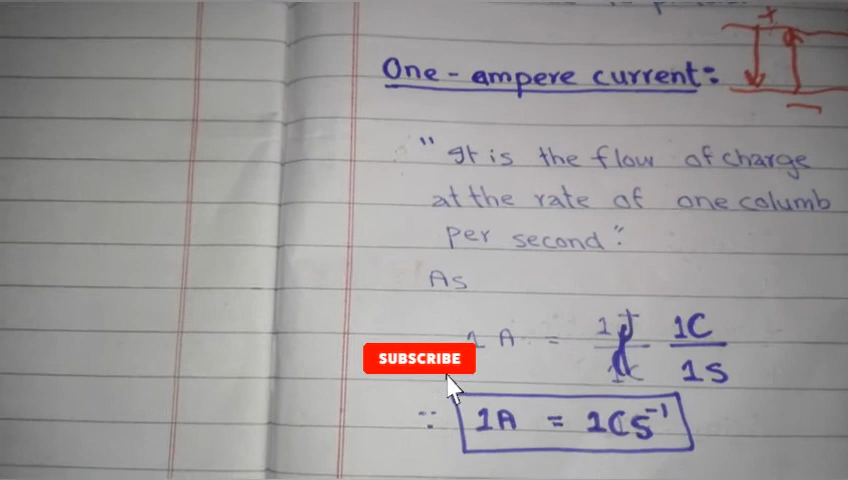 One - ampere current:
+
-
"It is the flow of charge
at the rate of one columb
per second".
As
1 A = 1C
1S
SUBSCRIBE
∵ 1A = 1CS⁻¹